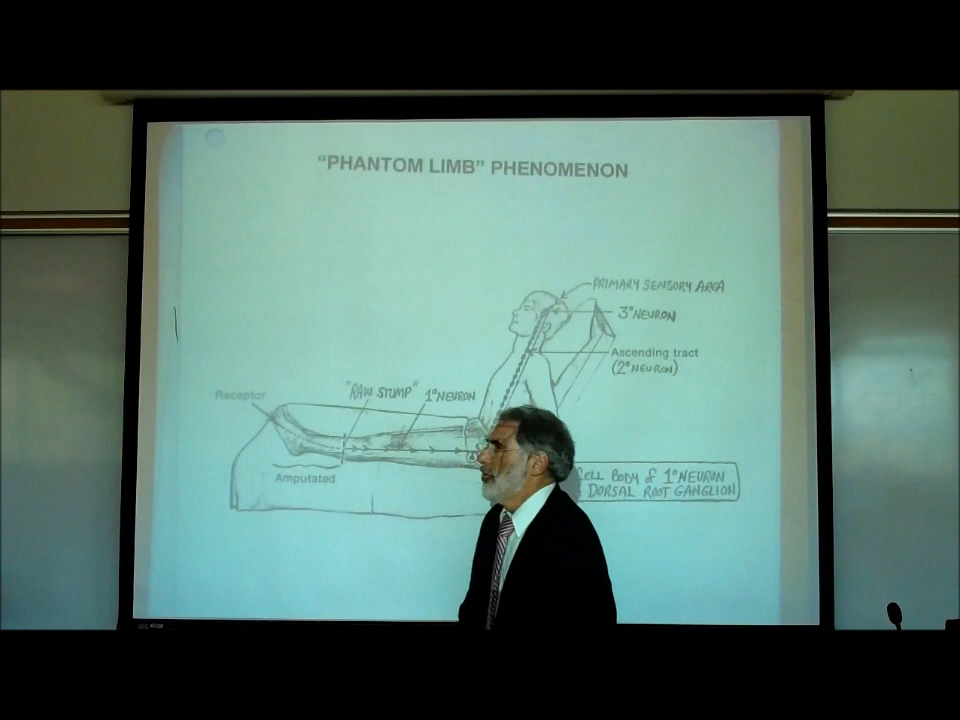 "PHANTOM LIMB" PHENOMENON
PRIMARY SENSORY AREA
3° NEURON
Ascending tract
(2° NEURON)
"RAW STUMP"
1° NEURON
Receptor
Amputated
CELL BODY of 1° NEURON
DORSAL ROOT GANGLION